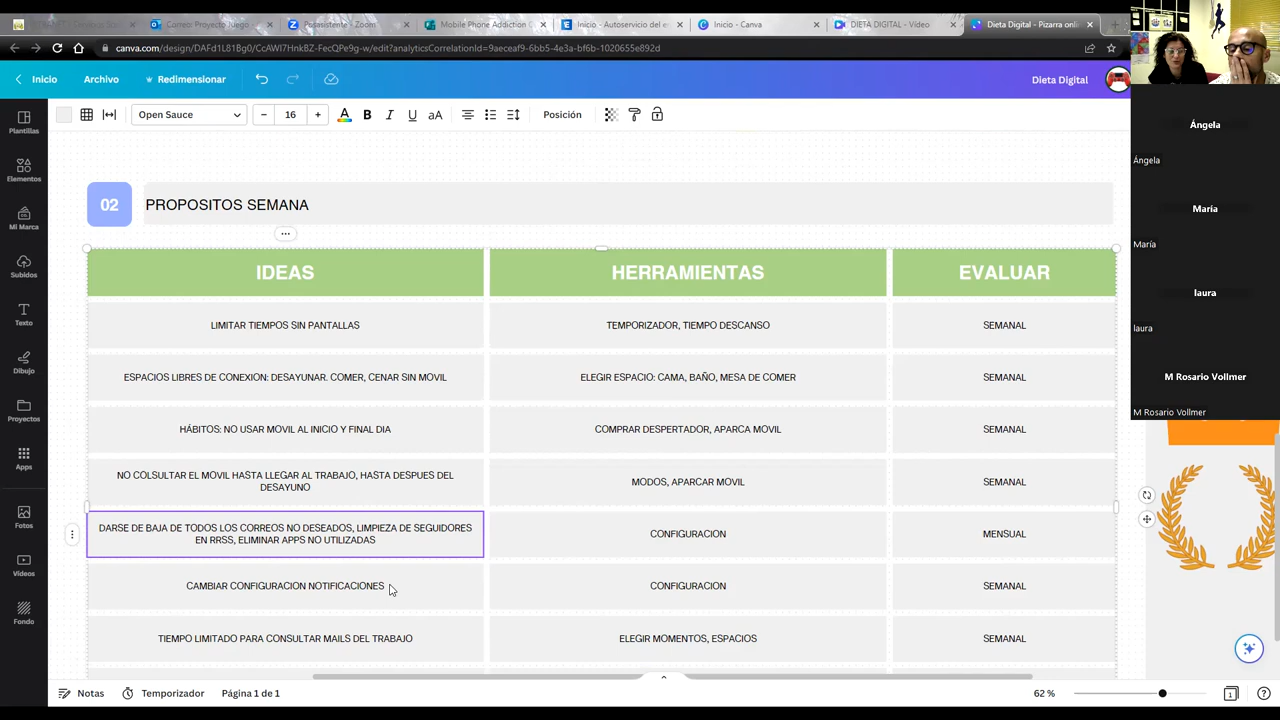 Correo Proyecto Juego
Posasistente - Zoom
Mobile Phone Addiction
Inicio - Autoservicio del e
Inicio - Canva
DIETA DIGITAL - Vídeo
Dieta Digital - Pizarra onli
canva.com/design/DAFd1L81Bg0/CcAWI7HnkBZ-FecQPe9g-w/edit?analyticsCorrelationId=9aeceaf9-6bb5-4e3a-bf6b-1020655e892d
Inicio
Archivo
Redimensionar
Dieta Digital
Open Sauce
16
A
B
I
U
aA
Posición
Plantillas
Elementos
Mi Marca
Subidos
Texto
Dibujo
Proyectos
Apps
Fotos
Vídeos
Fondo
02
PROPOSITOS SEMANA
IDEAS
HERRAMIENTAS
EVALUAR
LIMITAR TIEMPOS SIN PANTALLAS
TEMPORIZADOR, TIEMPO DESCANSO
SEMANAL
ESPACIOS LIBRES DE CONEXION: DESAYUNAR. COMER, CENAR SIN MOVIL
ELEGIR ESPACIO: CAMA, BAÑO, MESA DE COMER
SEMANAL
HÁBITOS: NO USAR MOVIL AL INICIO Y FINAL DIA
COMPRAR DESPERTADOR, APARCA MOVIL
SEMANAL
NO COLSULTAR EL MÓVIL HASTA LLEGAR AL TRABAJO, HASTA DESPUES DEL
DESAYUNO
MODOS, APARCAR MOVIL
SEMANAL
DARSE DE BAJA DE TODOS LOS CORREOS NO DESEADOS, LIMPIEZA DE SEGUIDORES
EN RRSS, ELIMINAR APPS NO UTILIZADAS
CONFIGURACION
MENSUAL
CAMBIAR CONFIGURACION NOTIFICACIONES
CONFIGURACION
SEMANAL
TIEMPO LIMITADO PARA CONSULTAR MAILS DEL TRABAJO
ELEGIR MOMENTOS, ESPACIOS
SEMANAL
Notas
Temporizador
Página 1 de 1
62 %
1
Ángela
Ángela
María
María
laura
laura
M Rosario Vollmer
M Rosario Vollmer